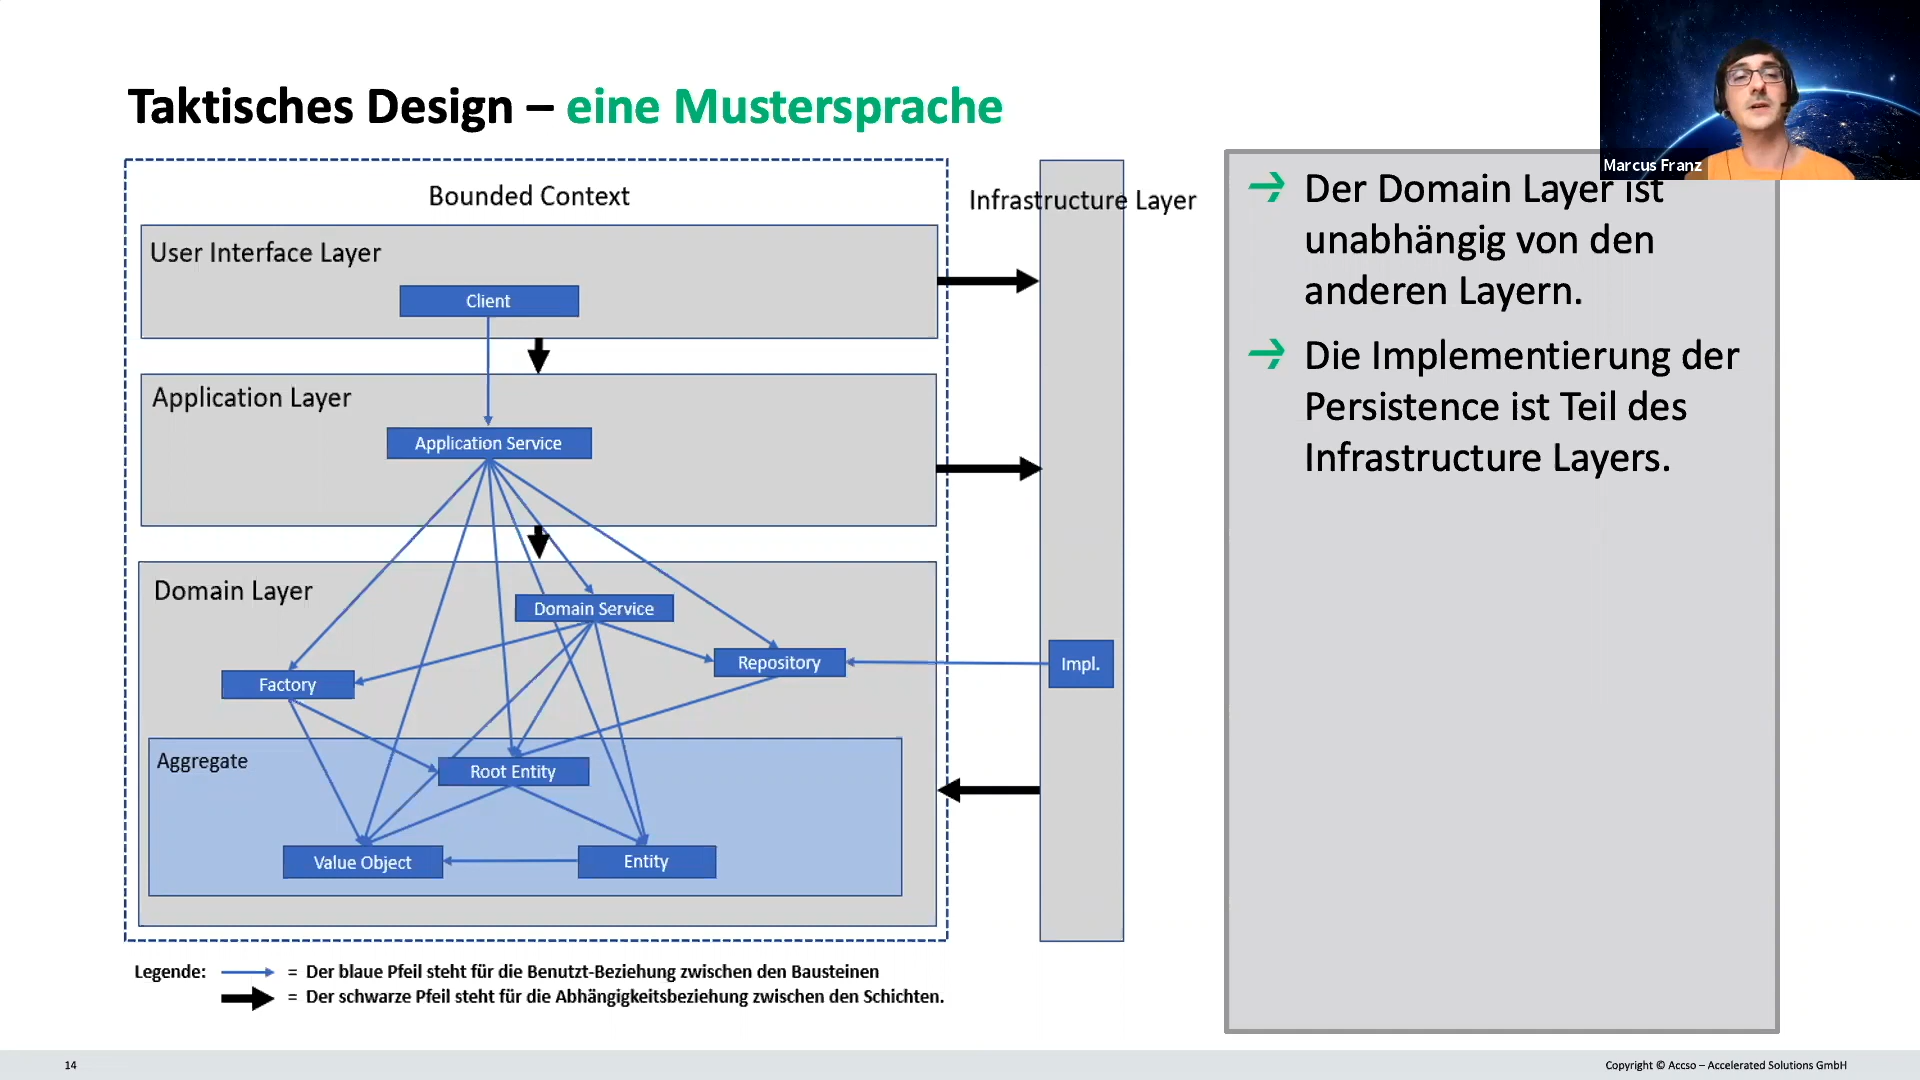 Taktisches Design – eine Mustersprache
Marcus Franz
Bounded Context
Infrastructure Layer
User Interface Layer
Client
Application Layer
Application Service
Domain Layer
Domain Service
Repository
Impl.
Factory
Aggregate
Root Entity
Value Object
Entity
Legende:
= Der blaue Pfeil steht für die Benutzt-Beziehung zwischen den Bausteinen
= Der schwarze Pfeil steht für die Abhängigkeitsbeziehung zwischen den Schichten.
Der Domain Layer ist
unabhängig von den
anderen Layern.
Die Implementierung der
Persistence ist Teil des
Infrastructure Layers.
14
Copyright © Accso – Accelerated Solutions GmbH